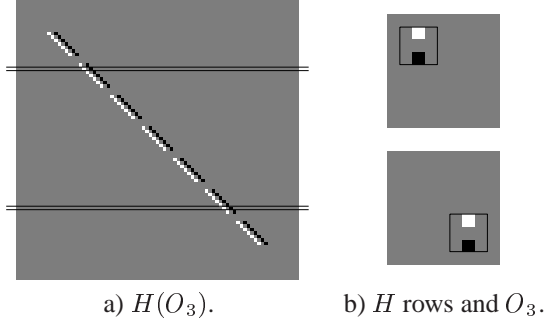 a) H(O₃).
b) H rows and O₃.